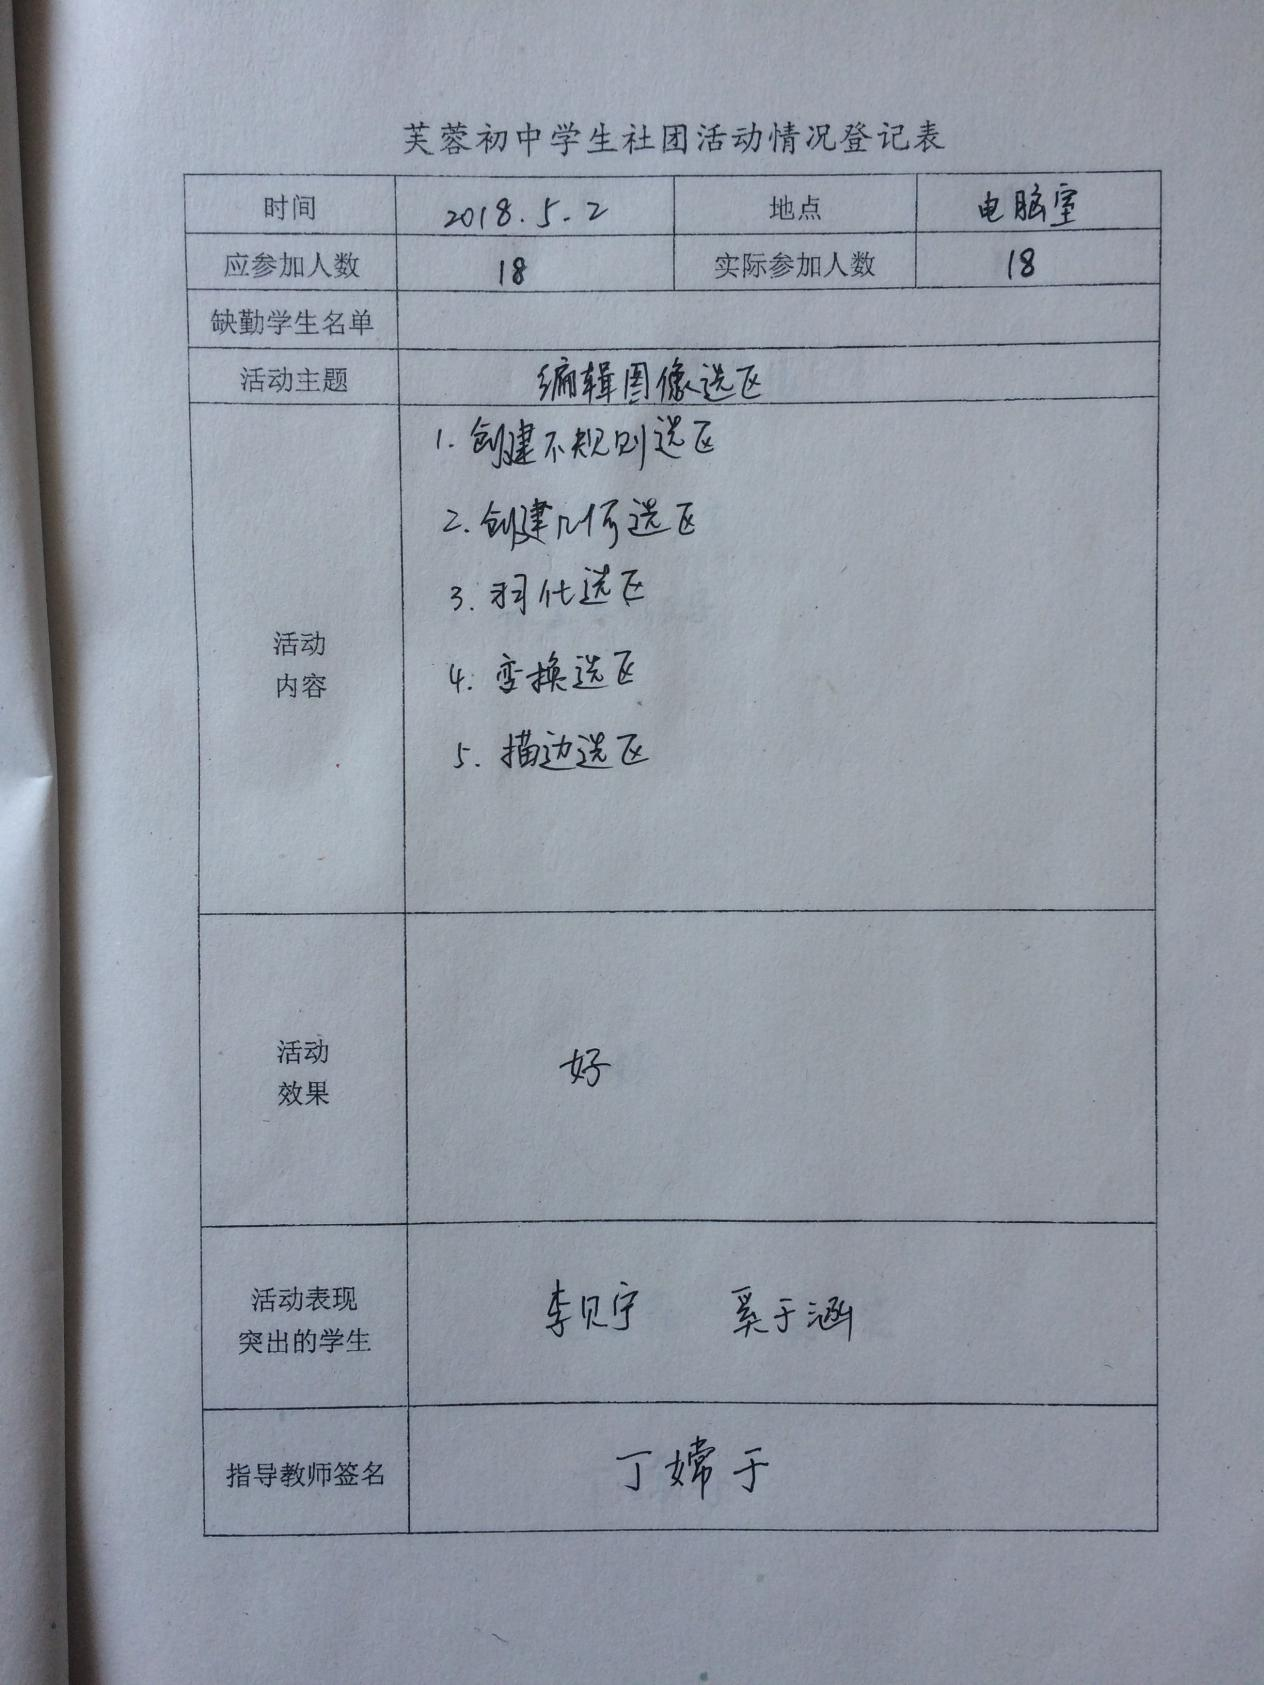 芙蓉初中学生社团活动情况登记表
时间 2018.5.2 地点 电脑室
应参加人数 18 实际参加人数 18
缺勤学生名单
活动主题 编辑图像选区
1. 创建不规则选区
2. 创建几何选区
3. 羽化选区
4. 变换选区
5. 描边选区
活动
内容
活动
效果
好
活动表现
突出的学生
李贝宁 奚于涵
指导教师签名 丁嫦于